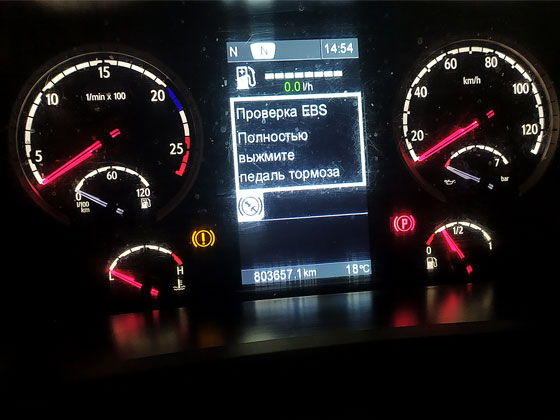 N N 14:54
0.0 l/h
Проверка EBS
Полностью
выжмите
педаль тормоза
803657.1 km 18 °C
5 10 15 20 25
1/min x 100
0 60 120
l/100 km
H
20 40 60 80 100 120
km/h
7
bar
P
0 1/2 1